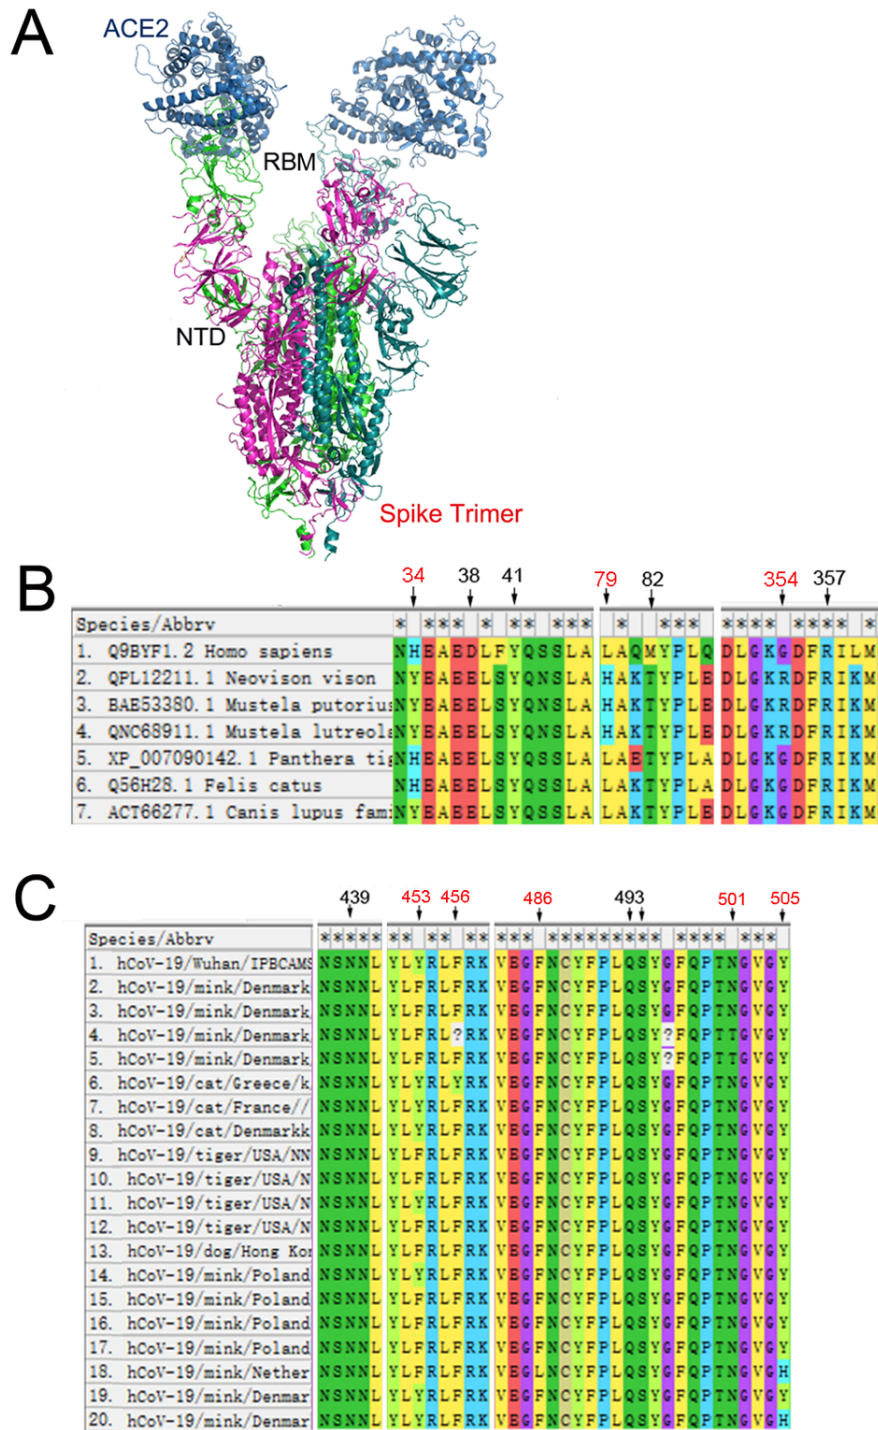 A
ACE2
RBM
NTD
Spike Trimer
B
34 38 41 79 82 354 357
Species/Abbrv
1. Q9BYF1.2 Homo sapiens NHEAEDLFYQSSLA LAQMYPLQ DLGKGDFRILM
2. QPL12211.1 Neovison vison NYEAEELSYQSSLA HAKTYPLE DLGKRDFRIKM
3. BAE53380.1 Mustela putorius NYEAEELSYQSSLA HAKTYPLE DLGKRDFRIKM
4. QNC68911.1 Mustela lutreola NYEAEELSYQNSLA HAKTYPLE DLGKRDFRIKM
5. XP_007090142.1 Panthera tig NHEAEELSYQNSLA LAETYPLA DLGKGDFRIKM
6. Q56H28.1 Felis catus NHEAEELSYQNSLA LAKTYPLA DLGKGDFRIKM
7. ACT66277.1 Canis lupus fami NYEAEELSYQSSLA LAKTYPLE DLGKGDFRIKM
C
439 453 456 486 493 501 505
Species/Abbrv
1. hCoV-19/Wuhan/IPBCAMS NSNNL YLYRLFRK VEGFNCYFPLQSYGFQPTNGVGY
2. hCoV-19/mink/Denmark NSNNL YLFRLFRK VEGFNCYFPLQSYGFQPTNGVGY
3. hCoV-19/mink/Denmark NSNNL YLFRLFRK VEGFNCYFPLQSYGFQPTNGVGY
4. hCoV-19/mink/Denmark NSNNL YLFRL?RK VEGFNCYFPLQSY?FQPTTGVGY
5. hCoV-19/mink/Denmark NSNNL YLFRLFRK VEGFNCYFPLQSY?FQPTTGVGY
6. hCoV-19/cat/Greece/k NSNNL YLYRLYRK VEGFNCYFPLQSYGFQPTNGVGY
7. hCoV-19/cat/France// NSNNL YLYRLFRK VEGFNCYFPLQSYGFQPTNGVGY
8. hCoV-19/cat/Denmarkk NSNNL YLFRLFRK VEGFNCYFPLQSYGFQPTNGVGY
9. hCoV-19/tiger/USA/NN NSNNL YLFRLFRK VEGFNCYFPLQSYGFQPTNGVGY
10. hCoV-19/tiger/USA/N NSNNL YLFRLFRK VEGFNCYFPLQSYGFQPTNGVGY
11. hCoV-19/tiger/USA/N NSNNL YLYRLFRK VEGFNCYFPLQSYGFQPTNGVGY
12. hCoV-19/tiger/USA/N NSNNL YLFRLFRK VEGFNCYFPLQSYGFQPTNGVGY
13. hCoV-19/dog/Hong Kon NSNNL YLFRLFRK VEGFNCYFPLQSYGFQPTNGVGY
14. hCoV-19/mink/Poland NSNNL YLYRLFRK VEGFNCYFPLQSYGFQPTNGVGY
15. hCoV-19/mink/Poland NSNNL YLFRLFRK VEGFNCYFPLQSYGFQPTNGVGY
16. hCoV-19/mink/Poland NSNNL YLFRLFRK VEGFNCYFPLQSYGFQPTNGVGY
17. hCoV-19/mink/Poland NSNNL YLFRLFRK VEGFNCYFPLQSYGFQPTNGVGY
18. hCoV-19/mink/Nether NSNNL YLYRLFRK VEGLNCYFPLQSYGFQPTNGVGH
19. hCoV-19/mink/Denmar NSNNL YLYRLFRK VEGFNCYFPLQSYGFQPTNGVGY
20. hCoV-19/mink/Denmar NSNNL YLYRLFRK VEGFNCYFPLQSYGFQPTNGVGH